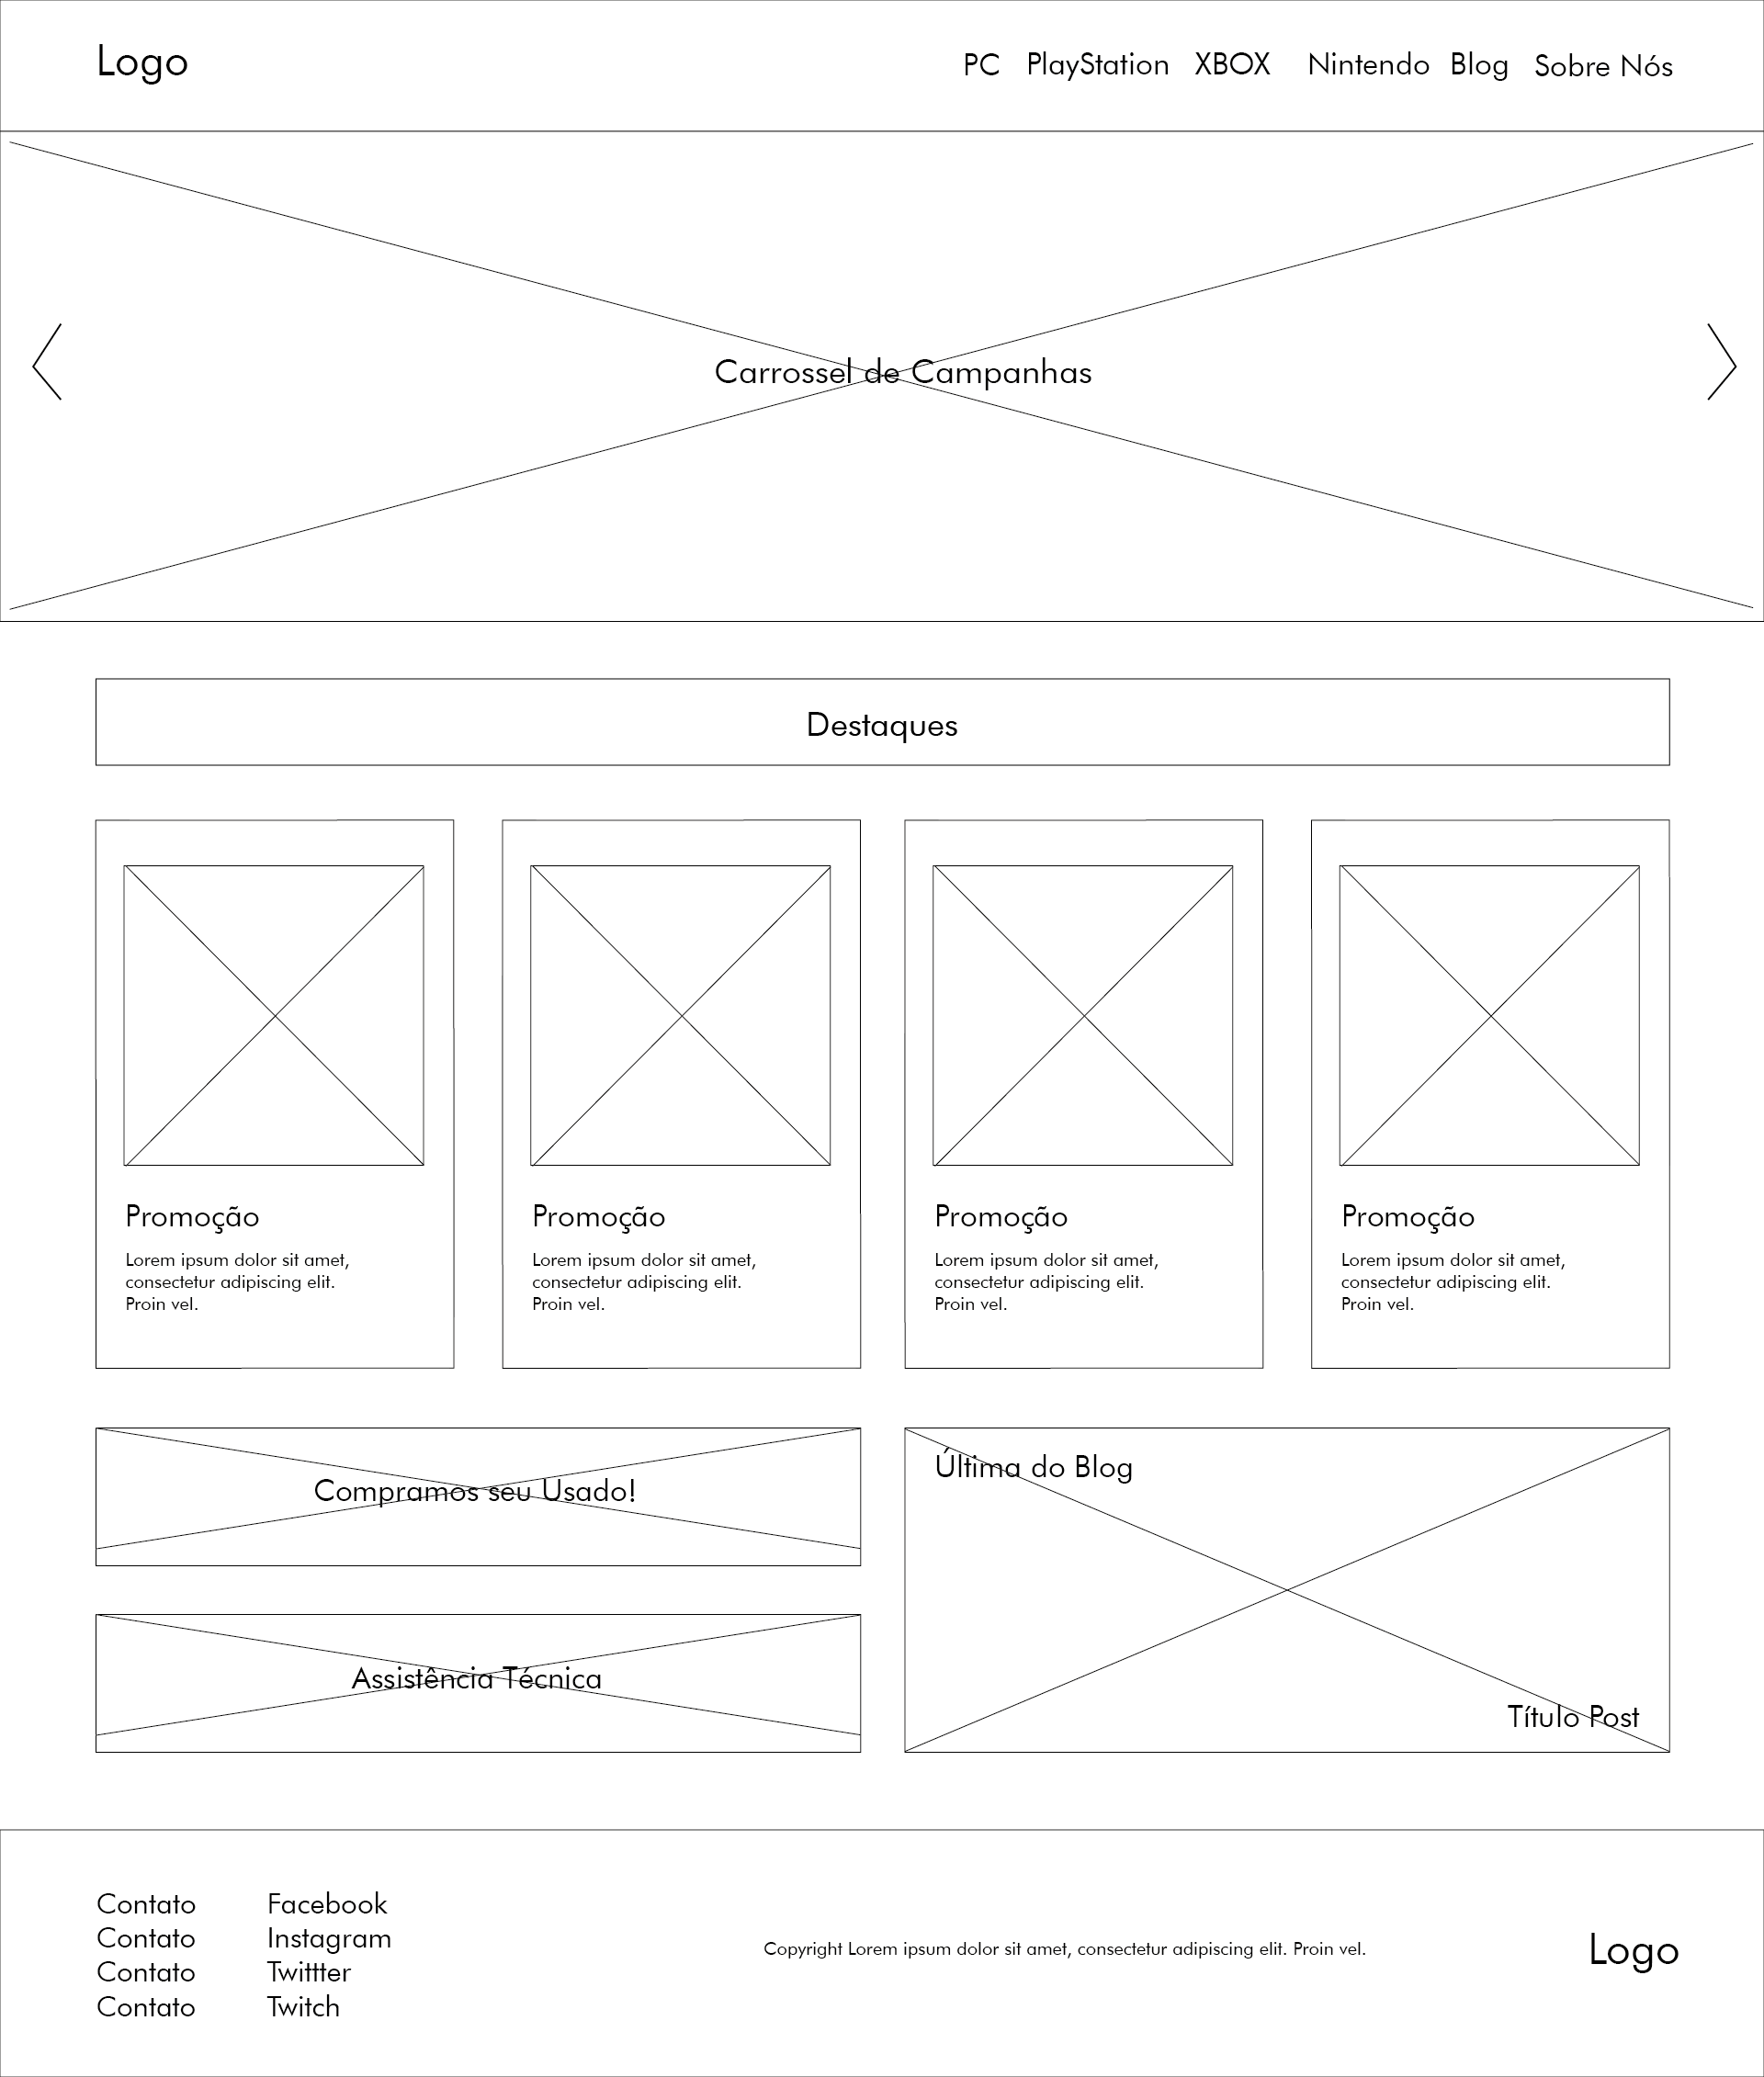 Logo
PC PlayStation XBOX Nintendo Blog Sobre Nós
Carrossel de Campanhas
Destaques
Promoção
Lorem ipsum dolor sit amet,
consectetur adipiscing elit.
Proin vel.
Promoção
Lorem ipsum dolor sit amet,
consectetur adipiscing elit.
Proin vel.
Promoção
Lorem ipsum dolor sit amet,
consectetur adipiscing elit.
Proin vel.
Promoção
Lorem ipsum dolor sit amet,
consectetur adipiscing elit.
Proin vel.
Compramos seu Usado!
Assistência Técnica
Última do Blog
Título Post
Contato
Contato
Contato
Contato
Facebook
Instagram
Twittter
Twitch
Copyright Lorem ipsum dolor sit amet, consectetur adipiscing elit. Proin vel.
Logo